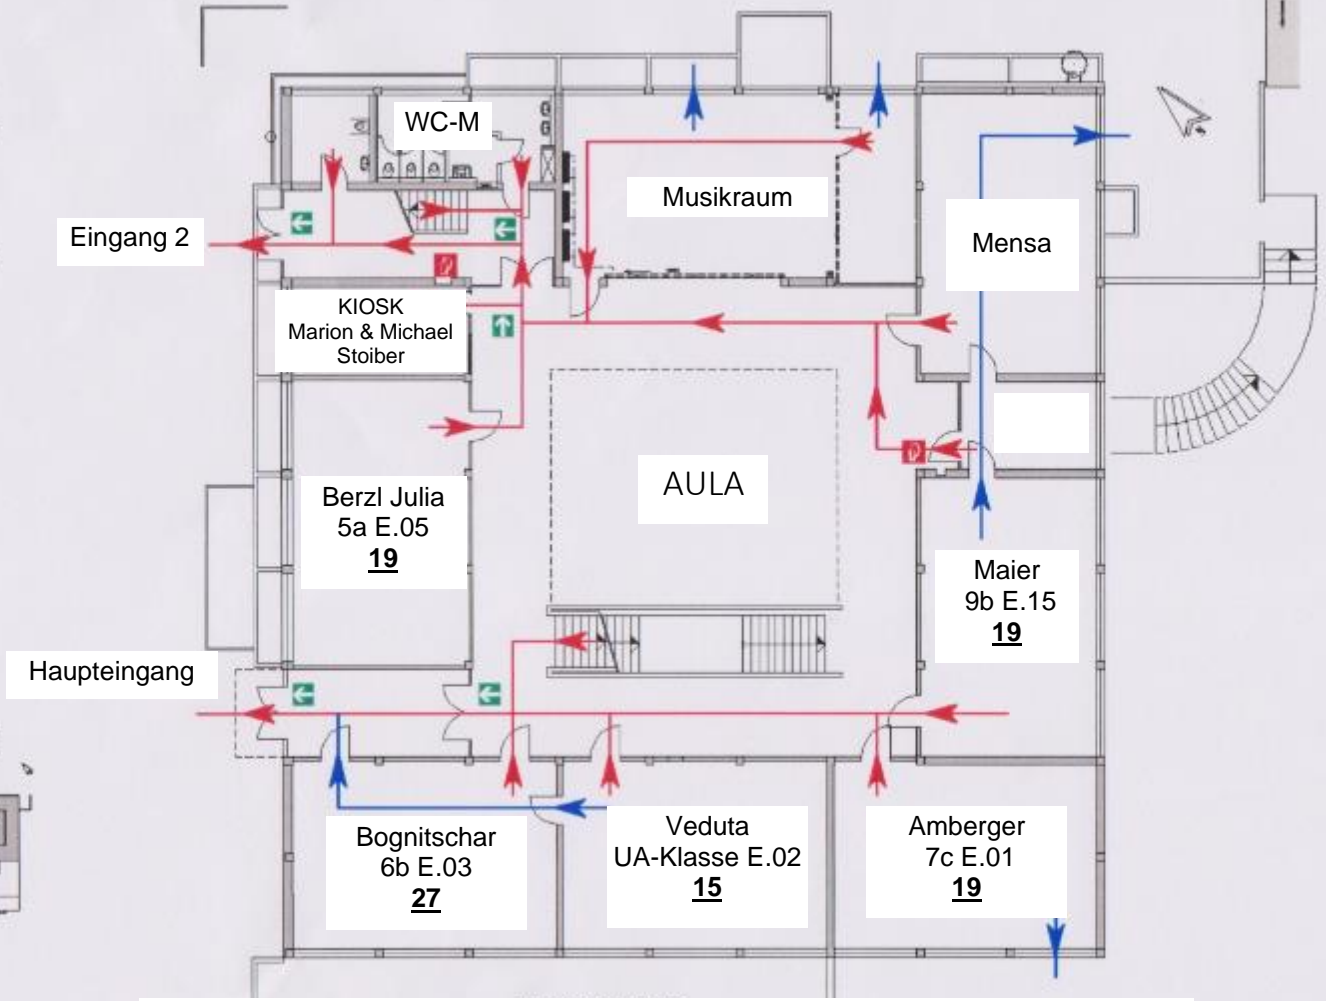 WC-M
Musikraum
Eingang 2
Mensa
KIOSK
Marion & Michael
Stoiber
AULA
Berzl Julia
5a E.05
19
Maier
9b E.15
19
Haupteingang
Bognitschar
6b E.03
27
Veduta
UA-Klasse E.02
15
Amberger
7c E.01
19